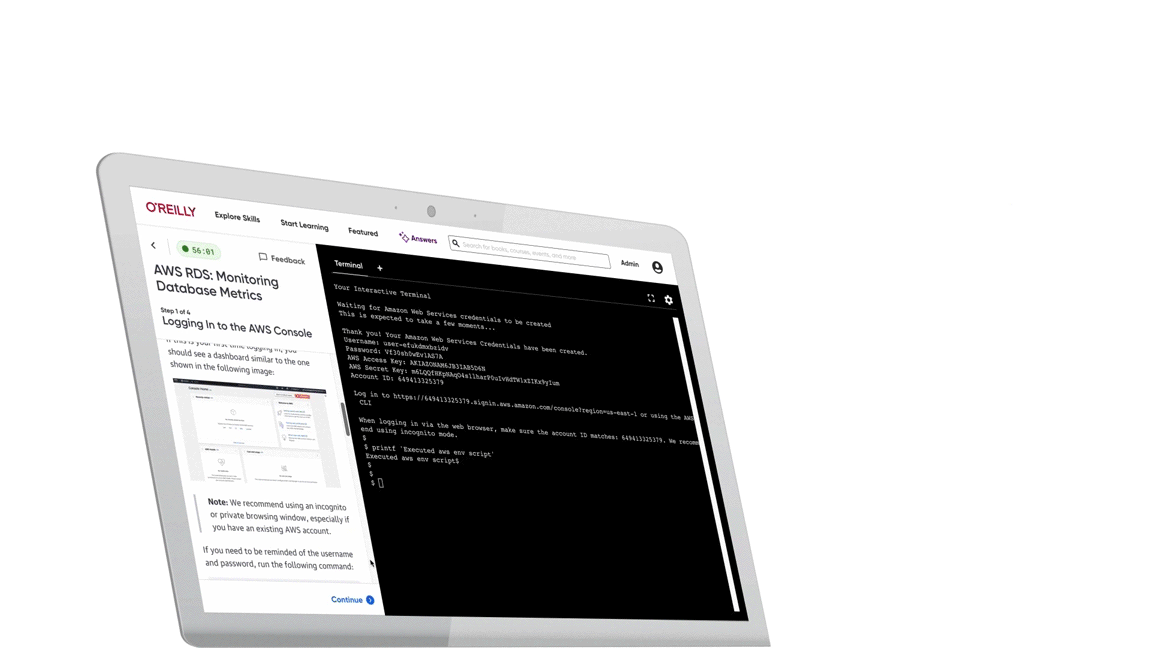 O'REILLY
Explore Skills
Start Learning
Featured
Answers
Search for books, courses, events, and more
Admin
56:01
Feedback
AWS RDS: Monitoring
Database Metrics
Step 1 of 4
Logging In to the AWS Console
If this is your first time logging in, you
should see a dashboard similar to the one
shown in the following image:
Note: We recommend using an incognito
or private browsing window, especially if
you have an existing AWS account.
If you need to be reminded of the username
and password, run the following command:
Continue
Terminal +
Your Interactive Terminal
Waiting for Amazon Web Services credentials to be created
This is expected to take a few moments...
Thank you! Your Amazon Web Services Credentials have been created.
Username: user-efukdmxbzidv
Password:
AWS Access Key:
AWS Secret Key:
Account ID: 649413325379
Log in to https://649413325379.signin.aws.amazon.com/console?region=us-east-1 or using the AWS
CLI
When logging in via the web browser, make sure the account ID matches: 649413325379. We recomm
end using incognito mode.
$
$ printf 'Executed aws env script'
Executed aws env script$
$
$
$